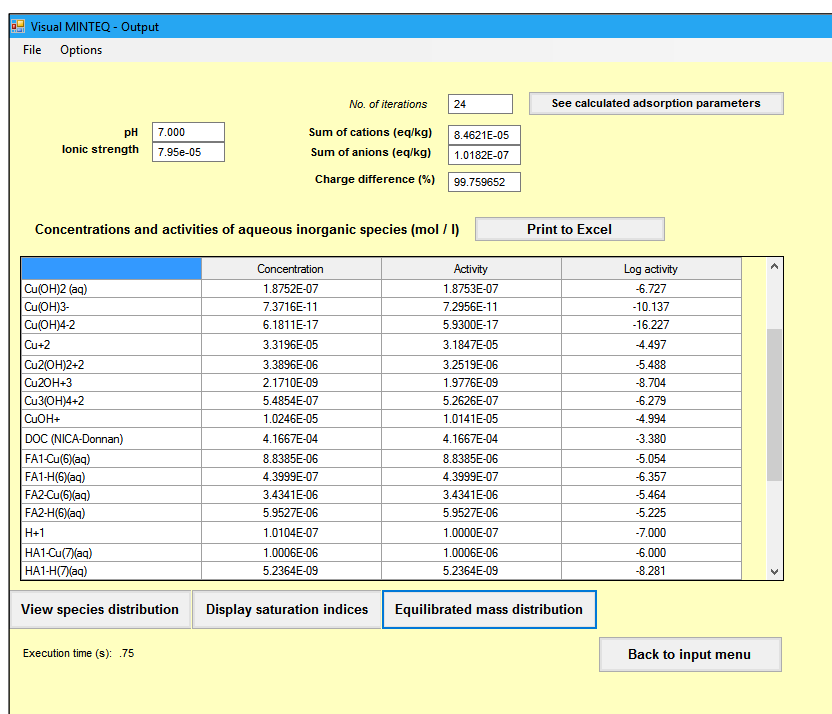 Visual MINTEQ - Output
File Options
No. of iterations 24 See calculated adsorption parameters
pH 7.000 Sum of cations (eq/kg) 8.4621E-05
Ionic strength 7.95e-05 Sum of anions (eq/kg) 1.0182E-07
Charge difference (%) 99.759652
Concentrations and activities of aqueous inorganic species (mol / l) Print to Excel
Concentration Activity Log activity
Cu(OH)2 (aq) 1.8752E-07 1.8753E-07 -6.727
Cu(OH)3- 7.3716E-11 7.2956E-11 -10.137
Cu(OH)4-2 6.1811E-17 5.9300E-17 -16.227
Cu+2 3.3196E-05 3.1847E-05 -4.497
Cu2(OH)2+2 3.3896E-06 3.2519E-06 -5.488
Cu2OH+3 2.1710E-09 1.9776E-09 -8.704
Cu3(OH)4+2 5.4854E-07 5.2626E-07 -6.279
CuOH+ 1.0246E-05 1.0141E-05 -4.994
DOC (NICA-Donnan) 4.1667E-04 4.1667E-04 -3.380
FA1-Cu(6)(aq) 8.8385E-06 8.8385E-06 -5.054
FA1-H(6)(aq) 4.3999E-07 4.3999E-07 -6.357
FA2-Cu(6)(aq) 3.4341E-06 3.4341E-06 -5.464
FA2-H(6)(aq) 5.9527E-06 5.9527E-06 -5.225
H+1 1.0104E-07 1.0000E-07 -7.000
HA1-Cu(7)(aq) 1.0006E-06 1.0006E-06 -6.000
HA1-H(7)(aq) 5.2364E-09 5.2364E-09 -8.281
View species distribution Display saturation indices Equilibrated mass distribution
Execution time (s): .75 Back to input menu